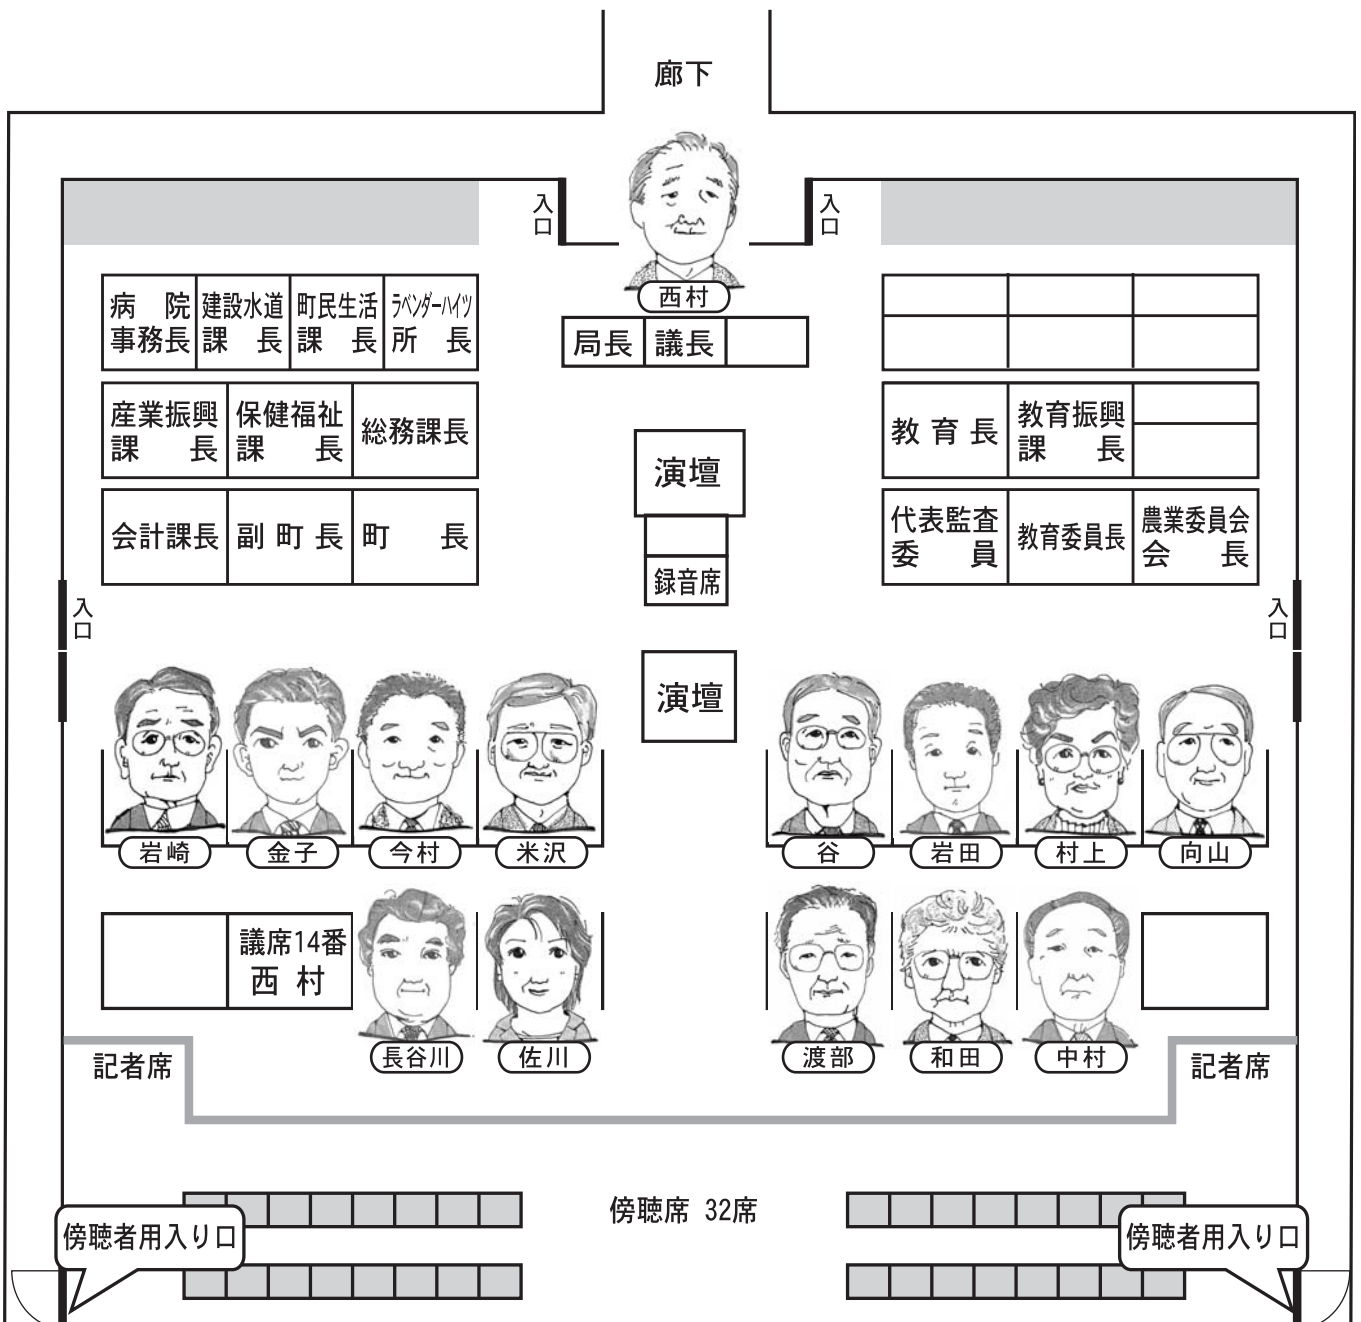 廊下
入口
入口
西村
局長 議長
病院事務長
建設水道課長
町民生活課長
ラベンダーハイツ所長
産業振興課長
保健福祉課長
総務課長
会計課長
副町長
町長
演壇
録音席
演壇
教育長
教育振興課長
代表監査委員
教育委員長
農業委員会会長
入口
入口
岩崎
金子
今村
米沢
谷
岩田
村上
向山
議席14番
西村
長谷川
佐川
渡部
和田
中村
記者席
記者席
傍聴席 32席
傍聴者用入り口
傍聴者用入り口